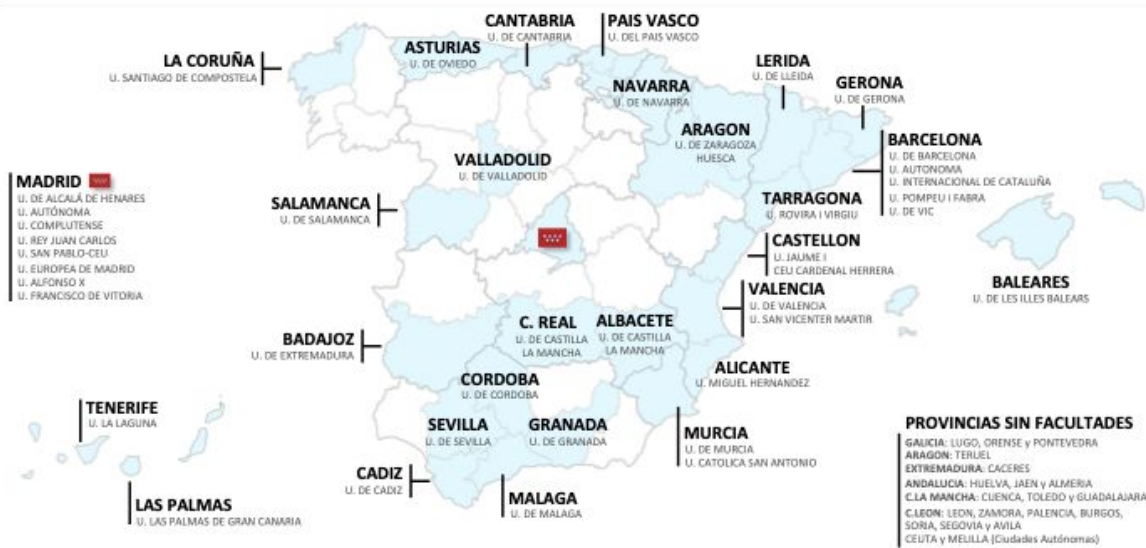 CANTABRIA
U. DE CANTABRIA
PAIS VASCO
U. DEL PAIS VASCO
LA CORUÑA
U. SANTIAGO DE COMPOSTELA
ASTURIAS
U. DE OVIEDO
NAVARRA
U. DE NAVARRA
LERIDA
U. DE LLEIDA
GERONA
U. DE GERONA
ARAGON
U. DE ZARAGOZA
HUESCA
BARCELONA
U. DE BARCELONA
U. AUTONOMA
U. INTERNACIONAL DE CATALUÑA
U. POMPEU I FABRA
U. DE VIC
VALLADOLID
U. DE VALLADOLID
MADRID
U. DE ALCALÁ DE HENARES
U. AUTÓNOMA
U. COMPLUTENSE
U. REY JUAN CARLOS
U. SAN PABLO-CEU
U. EUROPEA DE MADRID
U. ALFONSO X
U. FRANCISCO DE VITORIA
SALAMANCA
U. DE SALAMANCA
TARRAGONA
U. ROVIRA I VIRGIU
CASTELLON
U. JAUME I
CEU CARDENAL HERRERA
VALENCIA
U. DE VALENCIA
U. SAN VICENTER MARTIR
BALEARES
U. DE LES ILLES BALEARS
BADAJOZ
U. DE EXTREMADURA
C. REAL
U. DE CASTILLA
LA MANCHA
ALBACETE
U. DE CASTILLA
LA MANCHA
ALICANTE
U. MIGUEL HERNANDEZ
CORDOBA
U. DE CORDOBA
TENERIFE
U. LA LAGUNA
SEVILLA
U. DE SEVILLA
GRANADA
U. DE GRANADA
MURCIA
U. DE MURCIA
U. CATOLICA SAN ANTONIO
CADIZ
U. DE CADIZ
MALAGA
U. DE MALAGA
LAS PALMAS
U. LAS PALMAS DE GRAN CANARIA
PROVINCIAS SIN FACULTADES
GALICIA: LUGO, ORENSE y PONTEVEDRA
ARAGON: TERUEL
EXTREMADURA: CACERES
ANDALUCIA: HUELVA, JAEN y ALMERIA
C.LA MANCHA: CUENCA, TOLEDO y GUADALAJARA
C.LEON: LEON, ZAMORA, PALENCIA, BURGOS,
SORIA, SEGOVIA y AVILA
CEUTA y MELILLA (Ciudades Autónomas)